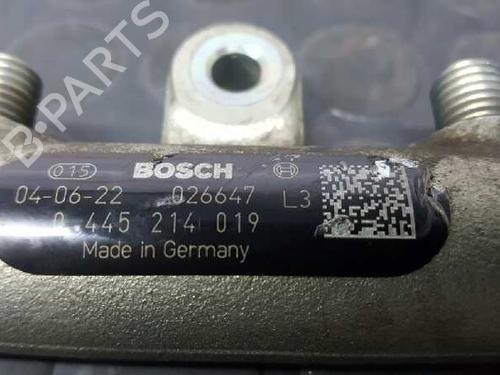 015 BOSCH
04-06-22 026647 L3
0 445 214 019
Made in Germany
B-PARTS